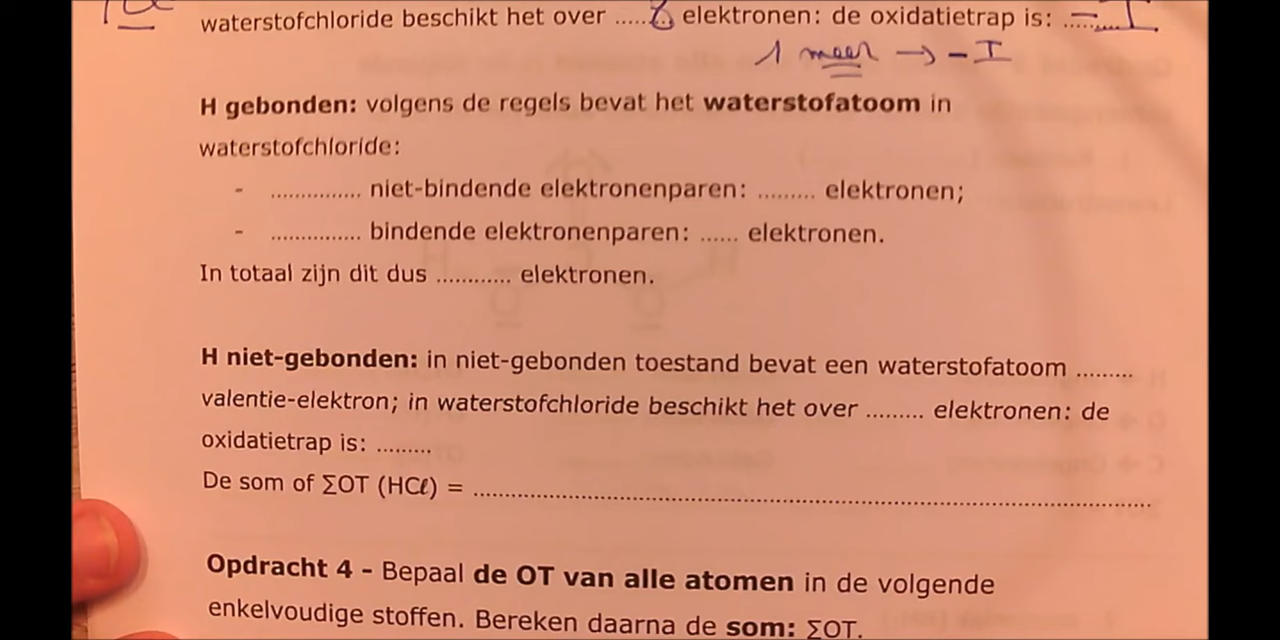 waterstofchloride beschikt het over ..…8 elektronen: de oxidatietrap is: ..…- I
1 meer → - I
H gebonden: volgens de regels bevat het waterstofatoom in
waterstofchloride:
- .............. niet-bindende elektronenparen: ......... elektronen;
- .............. bindende elektronenparen: ...... elektronen.
In totaal zijn dit dus ........... elektronen.
H niet-gebonden: in niet-gebonden toestand bevat een waterstofatoom .........
valentie-elektron; in waterstofchloride beschikt het over ......... elektronen: de
oxidatietrap is: .........
De som of ∑OT (HCℓ) = ..............................................................................................
Opdracht 4 - Bepaal de OT van alle atomen in de volgende
enkelvoudige stoffen. Bereken daarna de som: ∑OT.